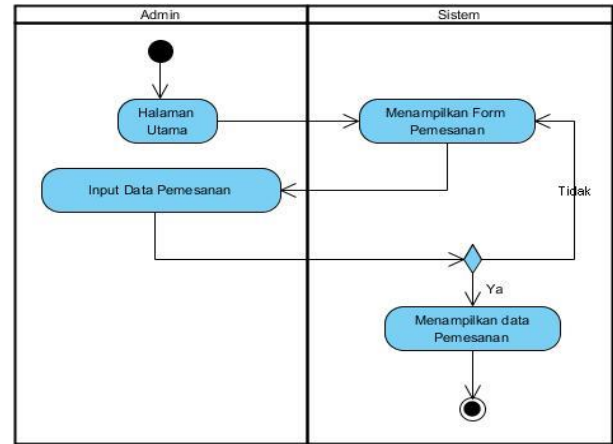 Admin
Sistem
Halaman
Utama
Menampilkan Form
Pemesanan
Input Data Pemesanan
Tidak
Ya
Menampilkan data
Pemesanan